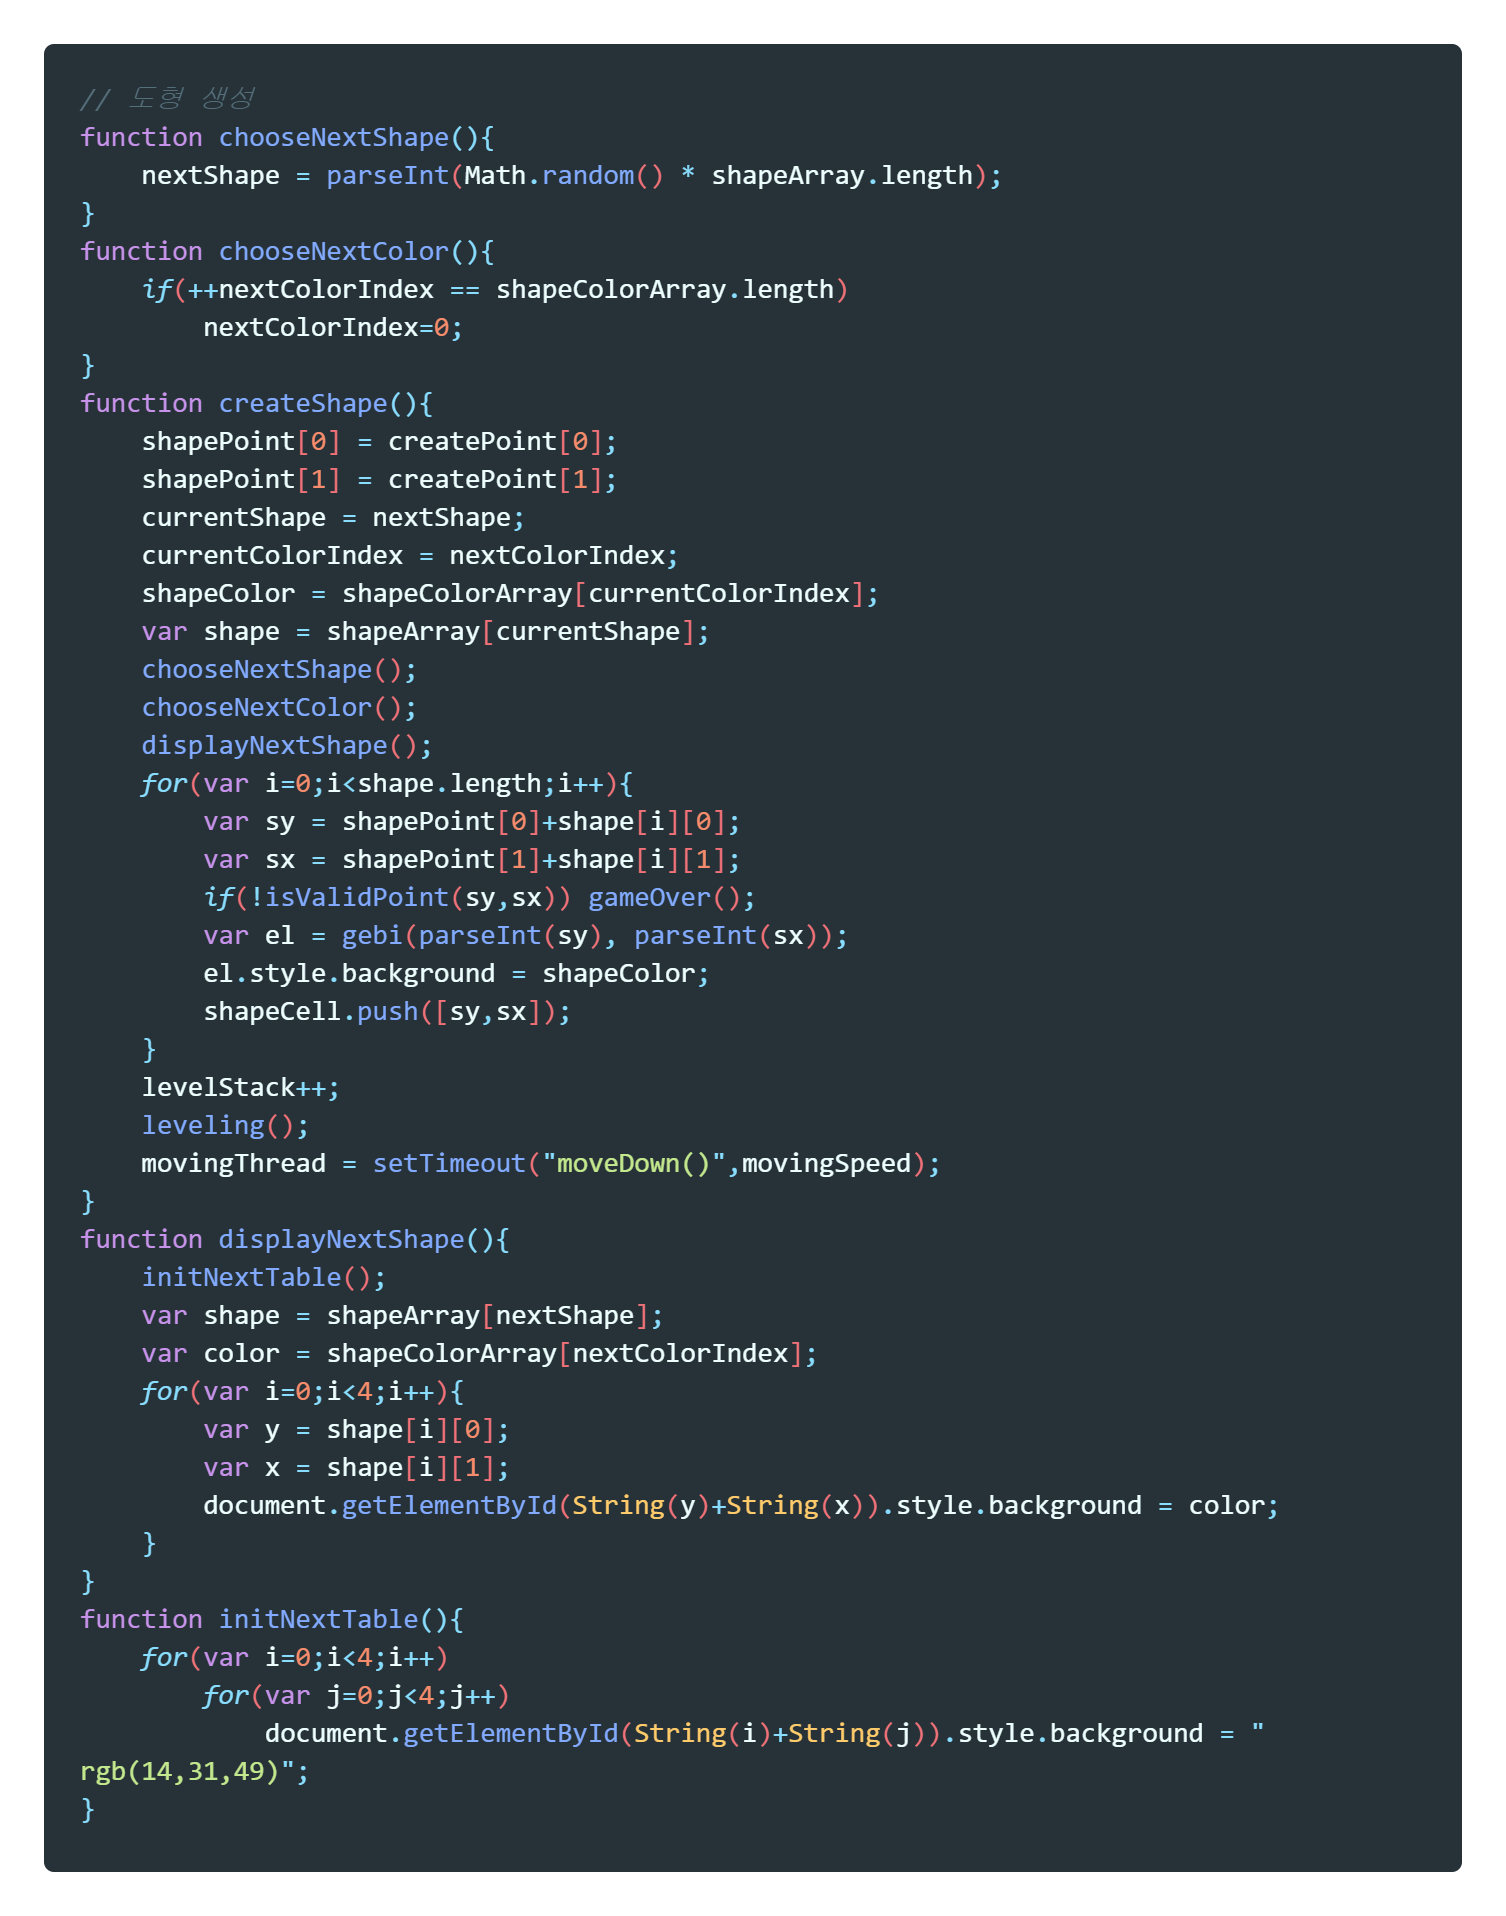 // 도형 생성
function chooseNextShape(){
    nextShape = parseInt(Math.random() * shapeArray.length);
}
function chooseNextColor(){
    if(++nextColorIndex == shapeColorArray.length)
        nextColorIndex=0;
}
function createShape(){
    shapePoint[0] = createPoint[0];
    shapePoint[1] = createPoint[1];
    currentShape = nextShape;
    currentColorIndex = nextColorIndex;
    shapeColor = shapeColorArray[currentColorIndex];
    var shape = shapeArray[currentShape];
    chooseNextShape();
    chooseNextColor();
    displayNextShape();
    for(var i=0;i<shape.length;i++){
        var sy = shapePoint[0]+shape[i][0];
        var sx = shapePoint[1]+shape[i][1];
        if(!isValidPoint(sy,sx)) gameOver();
        var el = gebi(parseInt(sy), parseInt(sx));
        el.style.background = shapeColor;
        shapeCell.push([sy,sx]);
    }
    levelStack++;
    leveling();
    movingThread = setTimeout("moveDown()",movingSpeed);
}
function displayNextShape(){
    initNextTable();
    var shape = shapeArray[nextShape];
    var color = shapeColorArray[nextColorIndex];
    for(var i=0;i<4;i++){
        var y = shape[i][0];
        var x = shape[i][1];
        document.getElementById(String(y)+String(x)).style.background = color;
    }
}
function initNextTable(){
    for(var i=0;i<4;i++)
        for(var j=0;j<4;j++)
            document.getElementById(String(i)+String(j)).style.background = "
rgb(14,31,49)";
}